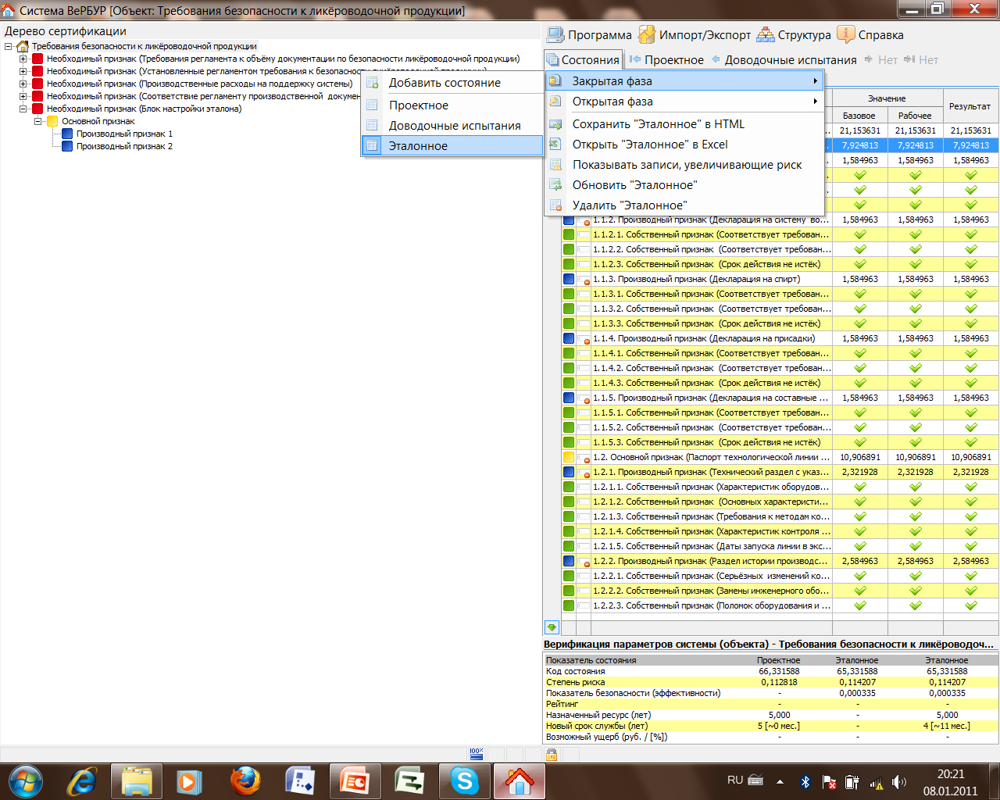 Система ВеРБУР [Объект: Требования безопасности к ликёроводочной продукции]
Дерево сертификации
Требования безопасности к ликёроводочной продукции
Необходимый признак (Требования регламента к объёму документации по безопасности ликёроводочной продукции)
Необходимый признак (Установленные регламентом требования к безопасности ликёроводочной продукции)
Необходимый признак (Производственные расходы на поддержку системы)
Необходимый признак (Соответствие регламенту производственной докумен
Необходимый признак (Блок настройки эталона)
Основной признак
Производный признак 1
Производный признак 2
Добавить состояние
Проектное
Доводочные испытания
Эталонное
Программа Импорт/Экспорт Структура Справка
Состояния Проектное Доводочные испытания Нет Нет
Закрытая фаза
Открытая фаза
Сохранить "Эталонное" в HTML
Открыть "Эталонное" в Excel
Показывать записи, увеличивающие риск
Обновить "Эталонное"
Удалить "Эталонное"
Значение Результат
Базовое Рабочее
21,153631 21,153631 21,153631
7,924813 7,924813 7,924813
1,584963 1,584963 1,584963
1.1.2. Производный признак (Декларация на систему во... 1,584963 1,584963 1,584963
1.1.2.1. Собственный признак (Соответствует требован...
1.1.2.2. Собственный признак (Соответствует требован...
1.1.2.3. Собственный признак (Срок действия не истёк)
1.1.3. Производный признак (Декларация на спирт) 1,584963 1,584963 1,584963
1.1.3.1. Собственный признак (Соответствует требован...
1.1.3.2. Собственный признак (Соответствует требован...
1.1.3.3. Собственный признак (Срок действия не истёк)
1.1.4. Производный признак (Декларация на присадки) 1,584963 1,584963 1,584963
1.1.4.1. Собственный признак (Соответствует требован...
1.1.4.2. Собственный признак (Соответствует требован...
1.1.4.3. Собственный признак (Срок действия не истёк)
1.1.5. Производный признак (Декларация на составные ... 1,584963 1,584963 1,584963
1.1.5.1. Собственный признак (Соответствует требован...
1.1.5.2. Собственный признак (Соответствует требован...
1.1.5.3. Собственный признак (Срок действия не истёк)
1.2. Основной признак (Паспорт технологической линии ... 10,906891 10,906891 10,906891
1.2.1. Производный признак (Технический раздел с указ... 2,321928 2,321928 2,321928
1.2.1.1. Собственный признак (Характеристик оборудов...
1.2.1.2. Собственный признак (Основных характеристи...
1.2.1.3. Собственный признак (Требования к методам ко...
1.2.1.4. Собственный признак (Характеристик контроля ...
1.2.1.5. Собственный признак (Даты запуска линии в экс...
1.2.2. Производный признак (Раздел истории производс... 2,584963 2,584963 2,584963
1.2.2.1. Собственный признак (Серьёзных изменений ко...
1.2.2.2. Собственный признак (Замены инженерного обо...
1.2.2.3. Собственный признак (Поломок оборудования и ...
Верификация параметров системы (объекта) - Требования безопасности к ликёроводоч...
Показатель состояния Проектное Эталонное Эталонное
Код состояния 66,331588 65,331588 65,331588
Степень риска 0,112818 0,114207 0,114207
Показатель безопасности (эффективности) - 0,000335 0,000335
Рейтинг - - -
Назначенный ресурс (лет) 5,000 - 5,000
Новый срок службы (лет) 5 [~0 мес.] - 4 [~11 мес.]
Возможный ущерб (руб. / [%]) - - -
100%
RU
20:21
08.01.2011